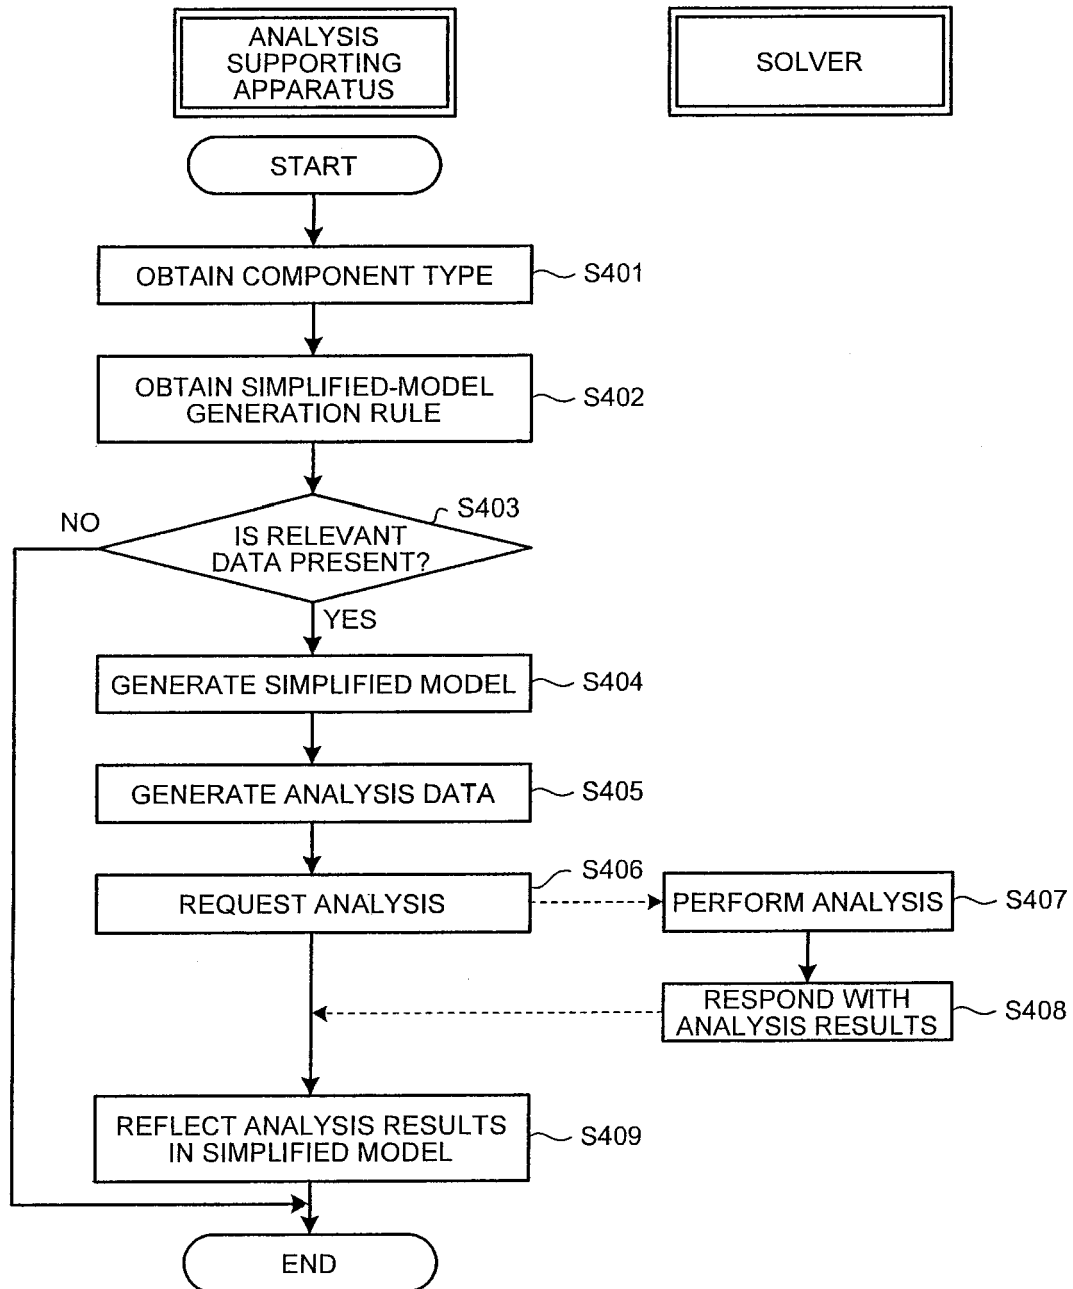 ANALYSIS
SUPPORTING
APPARATUS
SOLVER
START
OBTAIN COMPONENT TYPE
S401
OBTAIN SIMPLIFIED-MODEL
GENERATION RULE
S402
S403
NO
IS RELEVANT
DATA PRESENT?
YES
GENERATE SIMPLIFIED MODEL
S404
GENERATE ANALYSIS DATA
S405
REQUEST ANALYSIS
S406
PERFORM ANALYSIS
S407
RESPOND WITH
ANALYSIS RESULTS
S408
REFLECT ANALYSIS RESULTS
IN SIMPLIFIED MODEL
S409
END